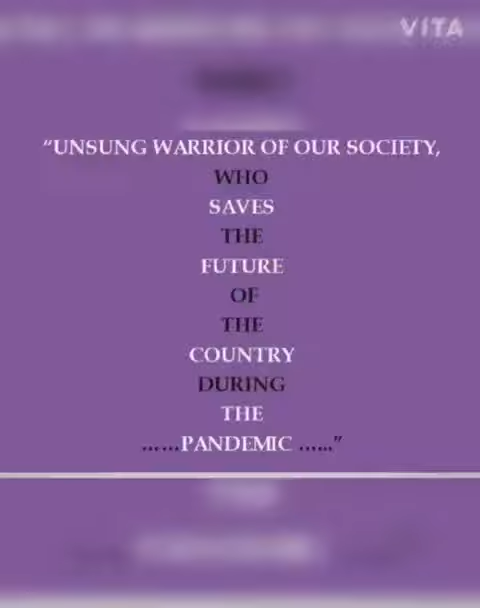 VITA
“UNSUNG WARRIOR OF OUR SOCIETY,
WHO
SAVES
THE
FUTURE
OF
THE
COUNTRY
DURING
THE
.......PANDEMIC ......”